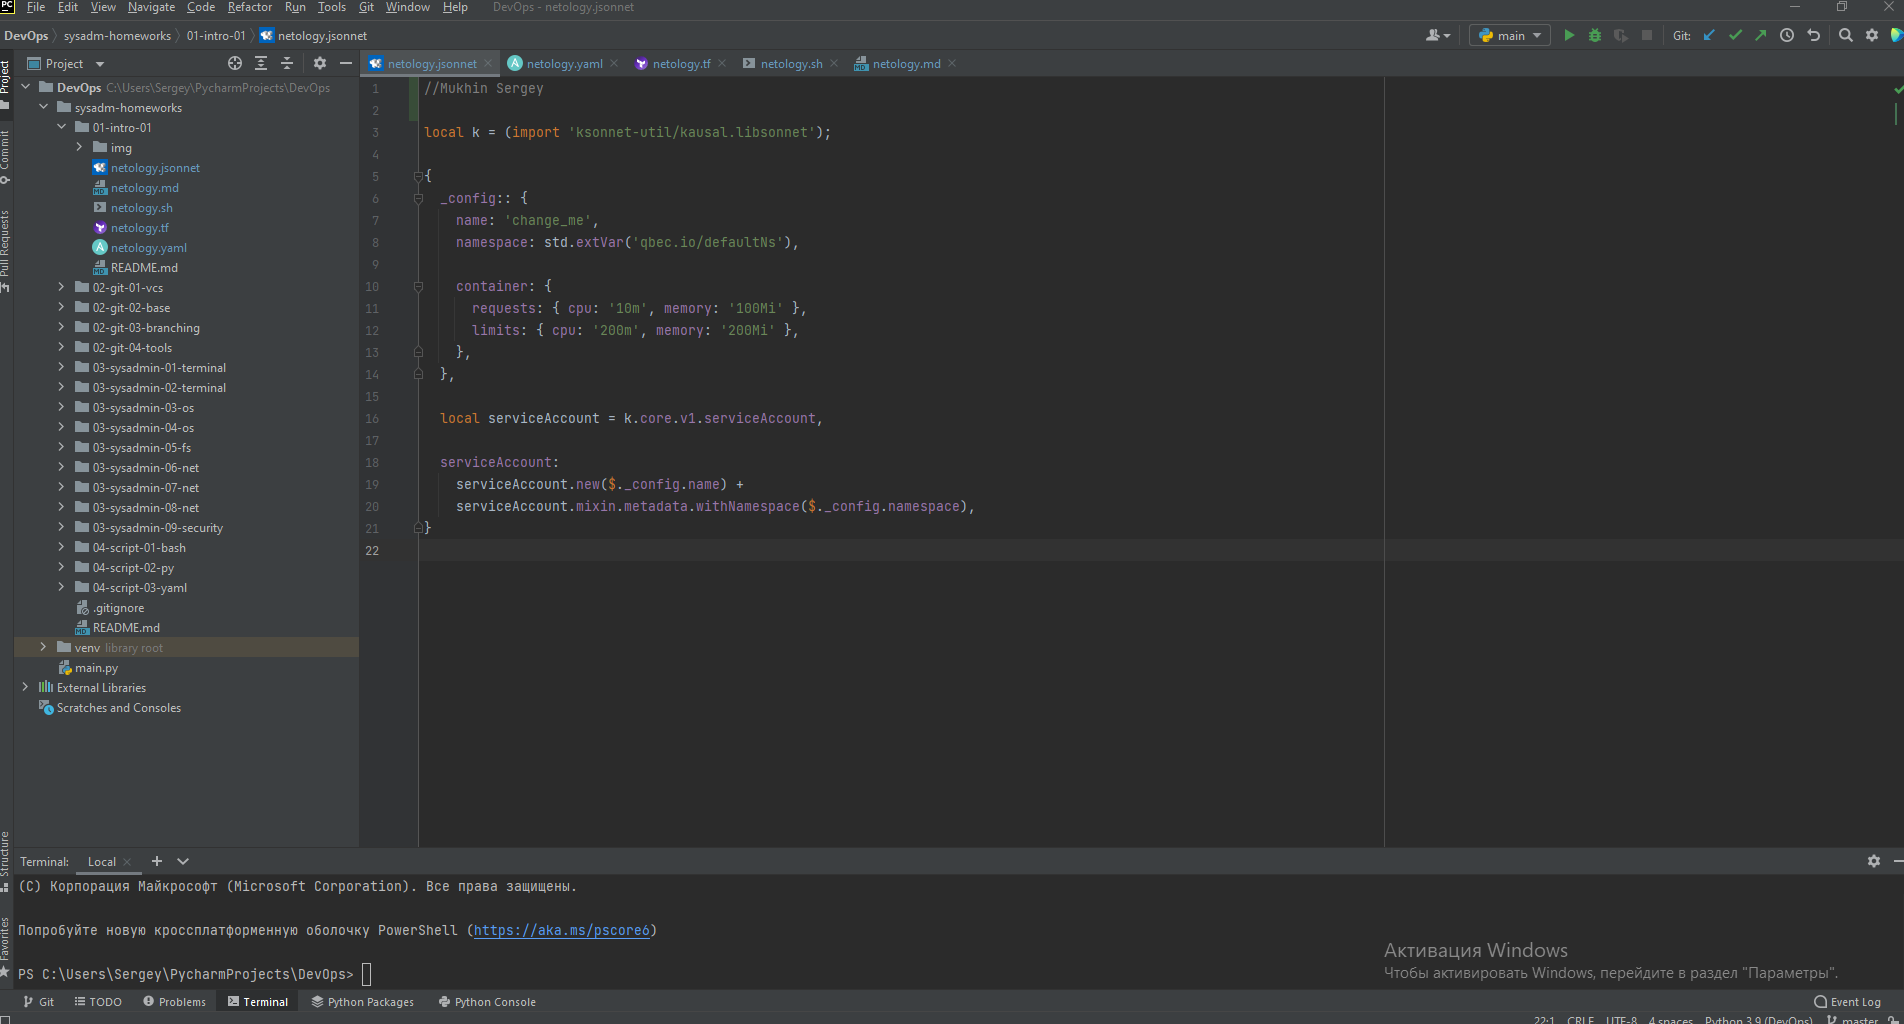 PC File Edit View Navigate Code Refactor Run Tools Git Window Help DevOps - netology.jsonnet
DevOps sysadm-homeworks 01-intro-01 netology.jsonnet main Git:
Project
netology.jsonnet netology.yaml netology.tf netology.sh netology.md
Project
Commit
Pull Requests
Structure
Favorites
DevOps C:\Users\Sergey\PycharmProjects\DevOps
sysadm-homeworks
01-intro-01
img
netology.jsonnet
netology.md
netology.sh
netology.tf
netology.yaml
README.md
02-git-01-vcs
02-git-02-base
02-git-03-branching
02-git-04-tools
03-sysadmin-01-terminal
03-sysadmin-02-terminal
03-sysadmin-03-os
03-sysadmin-04-os
03-sysadmin-05-fs
03-sysadmin-06-net
03-sysadmin-07-net
03-sysadmin-08-net
03-sysadmin-09-security
04-script-01-bash
04-script-02-py
04-script-03-yaml
.gitignore
README.md
venv library root
main.py
External Libraries
Scratches and Consoles
1 //Mukhin Sergey
2
3 local k = (import 'ksonnet-util/kausal.libsonnet');
4
5 {
6 _config:: {
7 name: 'change_me',
8 namespace: std.extVar('qbec.io/defaultNs'),
9
10 container: {
11 requests: { cpu: '10m', memory: '100Mi' },
12 limits: { cpu: '200m', memory: '200Mi' },
13 },
14 },
15
16 local serviceAccount = k.core.v1.serviceAccount,
17
18 serviceAccount:
19 serviceAccount.new($._config.name) +
20 serviceAccount.mixin.metadata.withNamespace($._config.namespace),
21 }
22
Terminal: Local
(C) Корпорация Майкрософт (Microsoft Corporation). Все права защищены.
Попробуйте новую кроссплатформенную оболочку PowerShell (https://aka.ms/pscore6)
PS C:\Users\Sergey\PycharmProjects\DevOps>
Активация Windows
Чтобы активировать Windows, перейдите в раздел "Параметры".
Git TODO Problems Terminal Python Packages Python Console Event Log
22:1 CRLF UTF-8 4 spaces Python 3.9 (DevOps) master